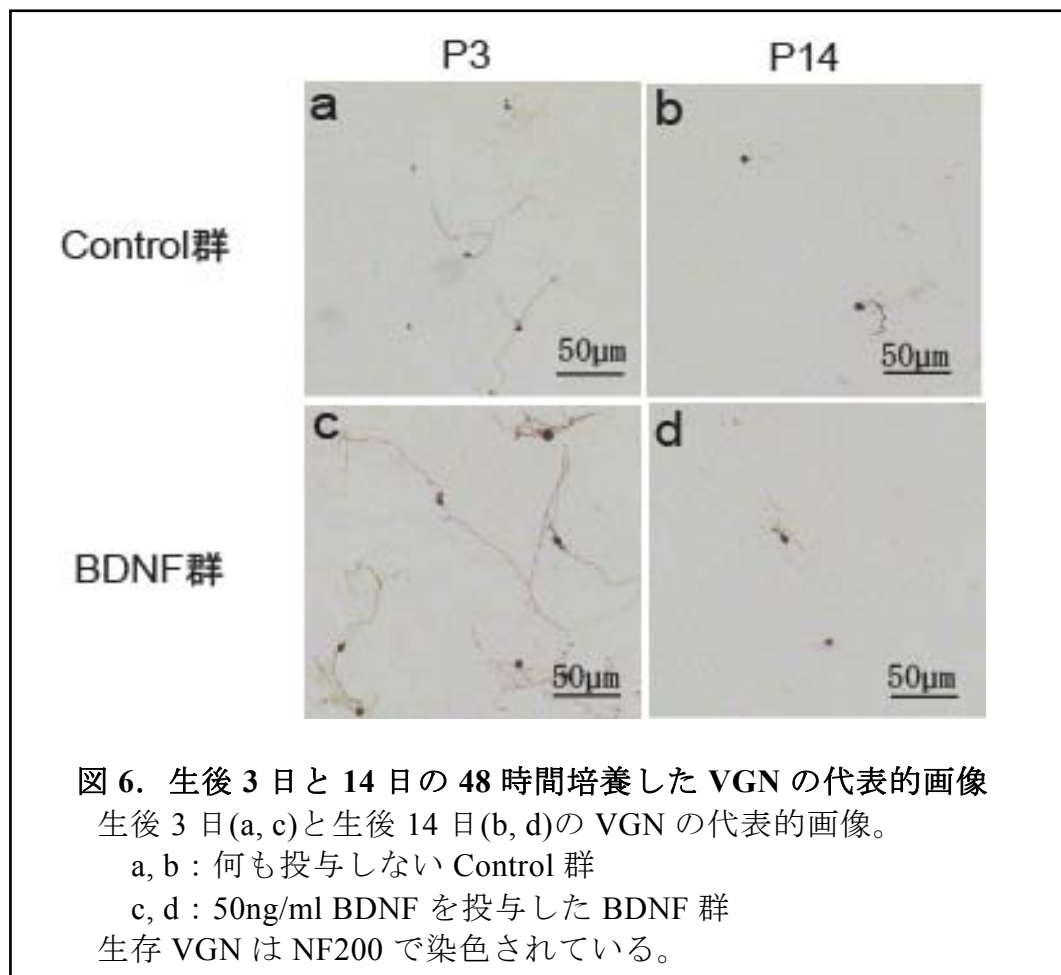 P3 P14
a b
Control群
50μm 50μm
c d
BDNF群
50μm 50μm
図 6. 生後 3 日と 14 日の 48 時間培養した VGN の代表的画像
生後 3 日(a, c)と生後 14 日(b, d)の VGN の代表的画像。
a, b：何も投与しない Control 群
c, d：50ng/ml BDNF を投与した BDNF 群
生存 VGN は NF200 で染色されている。